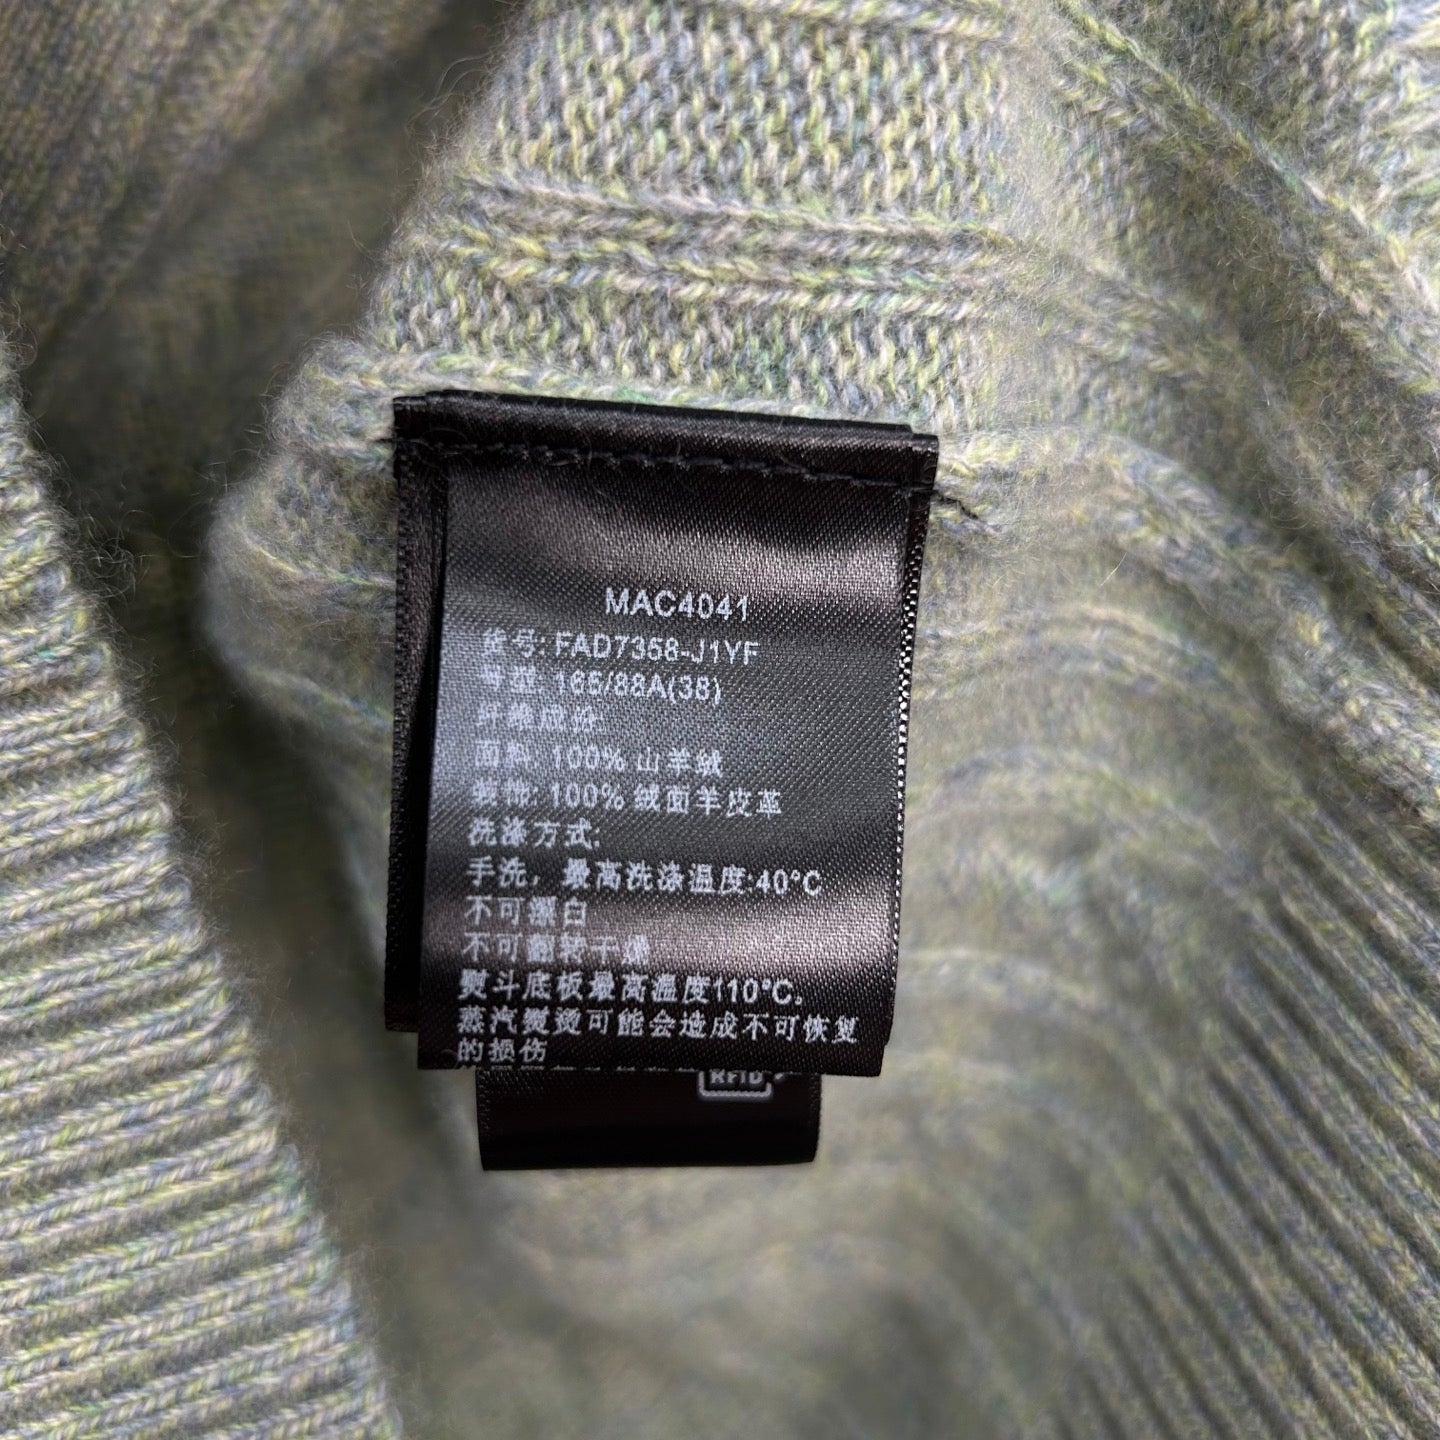 MAC4041
货号: FAD7358-J1YF
号型: 165/88A(38)
纤维成份:
面料: 100% 山羊绒
装饰: 100% 绒面羊皮革
洗涤方式:
手洗，最高洗涤温度:40°C
不可漂白
不可翻转干燥
熨斗底板最高温度110°C,
蒸汽熨烫可能会造成不可恢复
的损伤
RFID